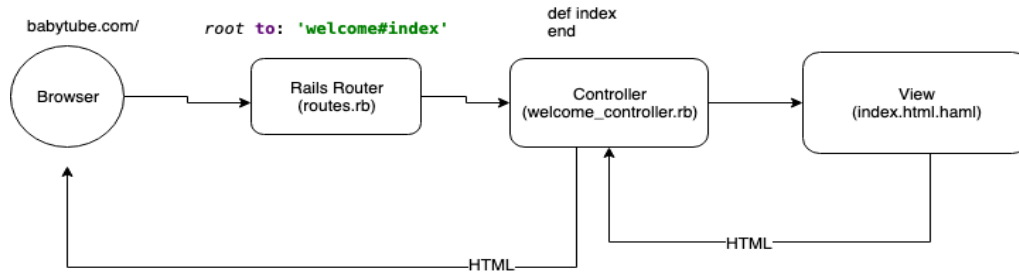 babytube.com/
root to: 'welcome#index'
def index
end
Browser
Rails Router
(routes.rb)
Controller
(welcome_controller.rb)
View
(index.html.haml)
HTML
HTML